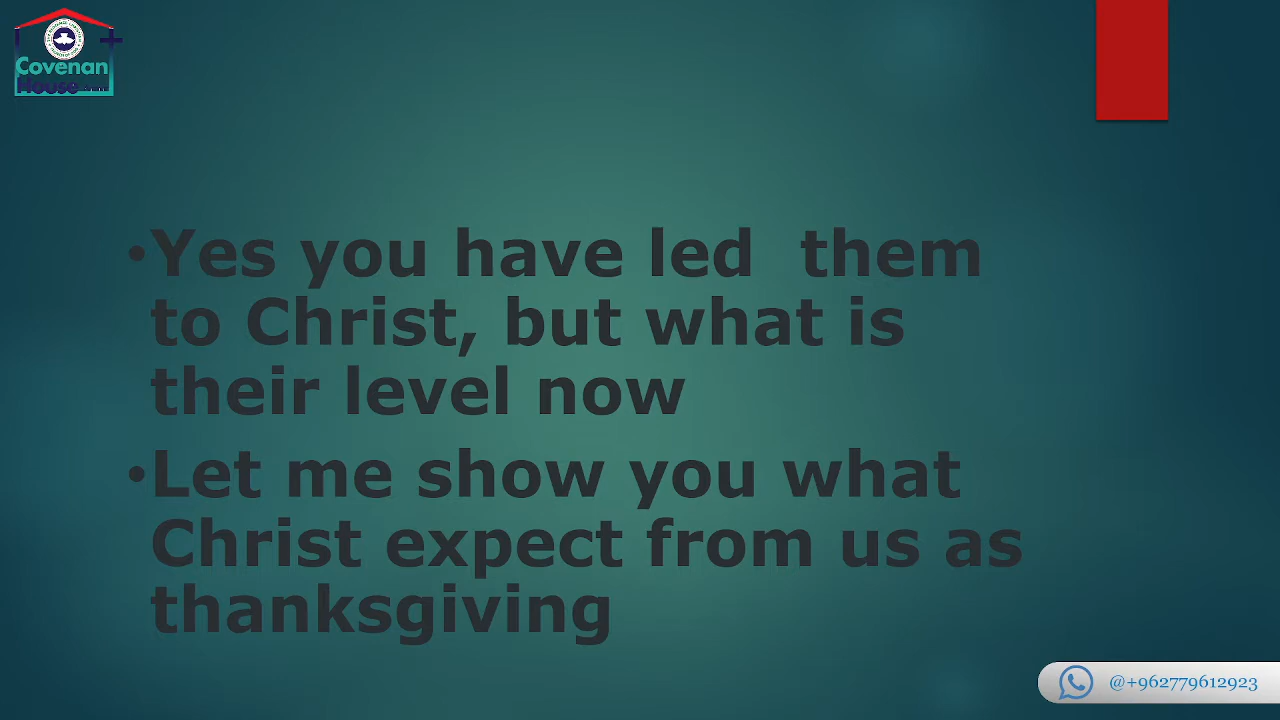 Covenan
House
•Yes you have led  them
to Christ, but what is
their level now
•Let me show you what
Christ expect from us as
thanksgiving
@+962779612923